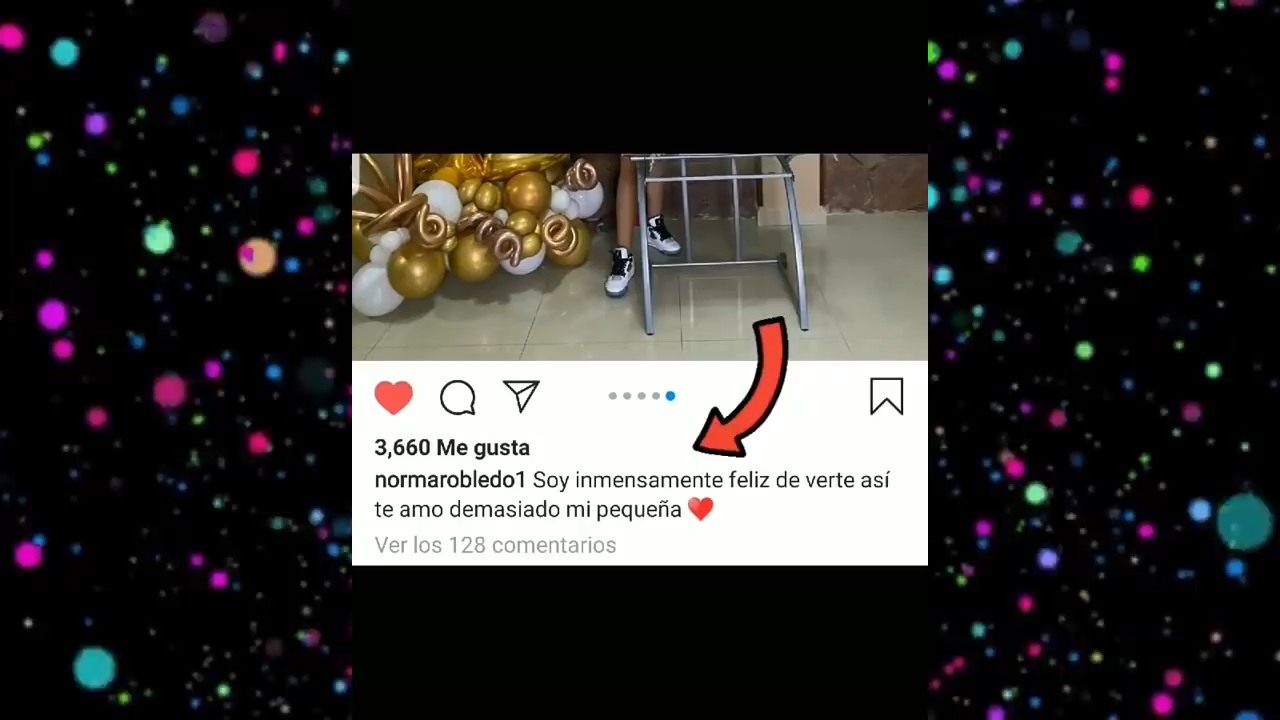 3,660 Me gusta
normarobledo1 Soy inmensamente feliz de verte así
te amo demasiado mi pequeña ❤️
Ver los 128 comentarios